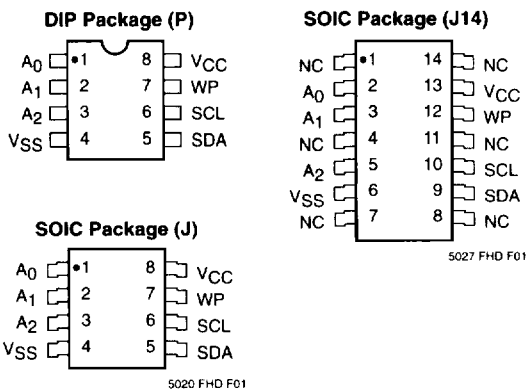 DIP Package (P)
A0 1 8 VCC
A1 2 7 WP
A2 3 6 SCL
VSS 4 5 SDA
SOIC Package (J)
A0 1 8 VCC
A1 2 7 WP
A2 3 6 SCL
VSS 4 5 SDA
5020 FHD F01
SOIC Package (J14)
NC 1 14 NC
A0 2 13 VCC
A1 3 12 WP
NC 4 11 NC
A2 5 10 SCL
VSS 6 9 SDA
NC 7 8 NC
5027 FHD F01